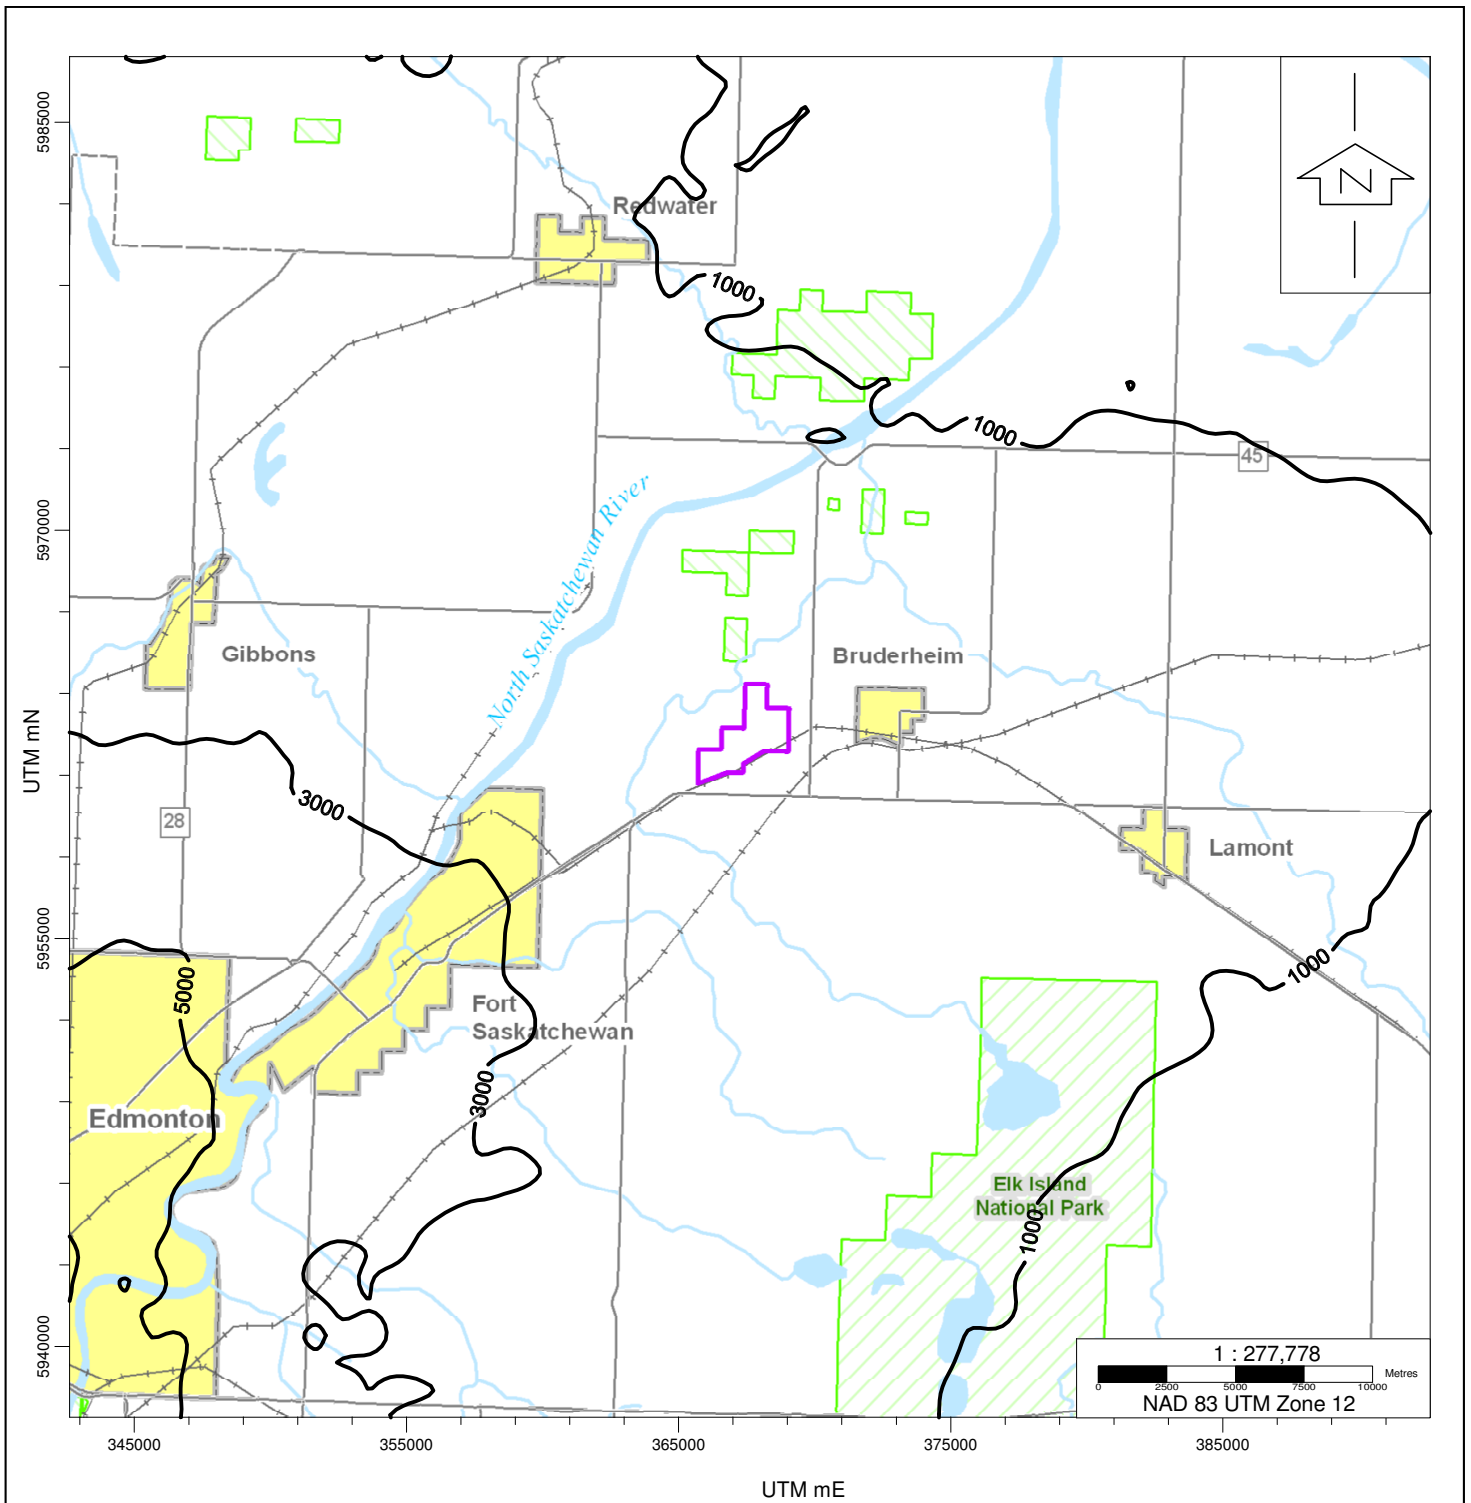 5985000
N
Redwater
1000
1000
45
North Saskatchewan River
5970000
Gibbons
Bruderheim
UTM mN
3000
28
Lamont
5955000
5000
1000
Fort
Saskatchewan
3000
Edmonton
Elk Island
National Park
1000
5940000
1 : 277,778
Metres
0 2500 5000 7500 10000
NAD 83 UTM Zone 12
345000 355000 365000 375000 385000
UTM mE